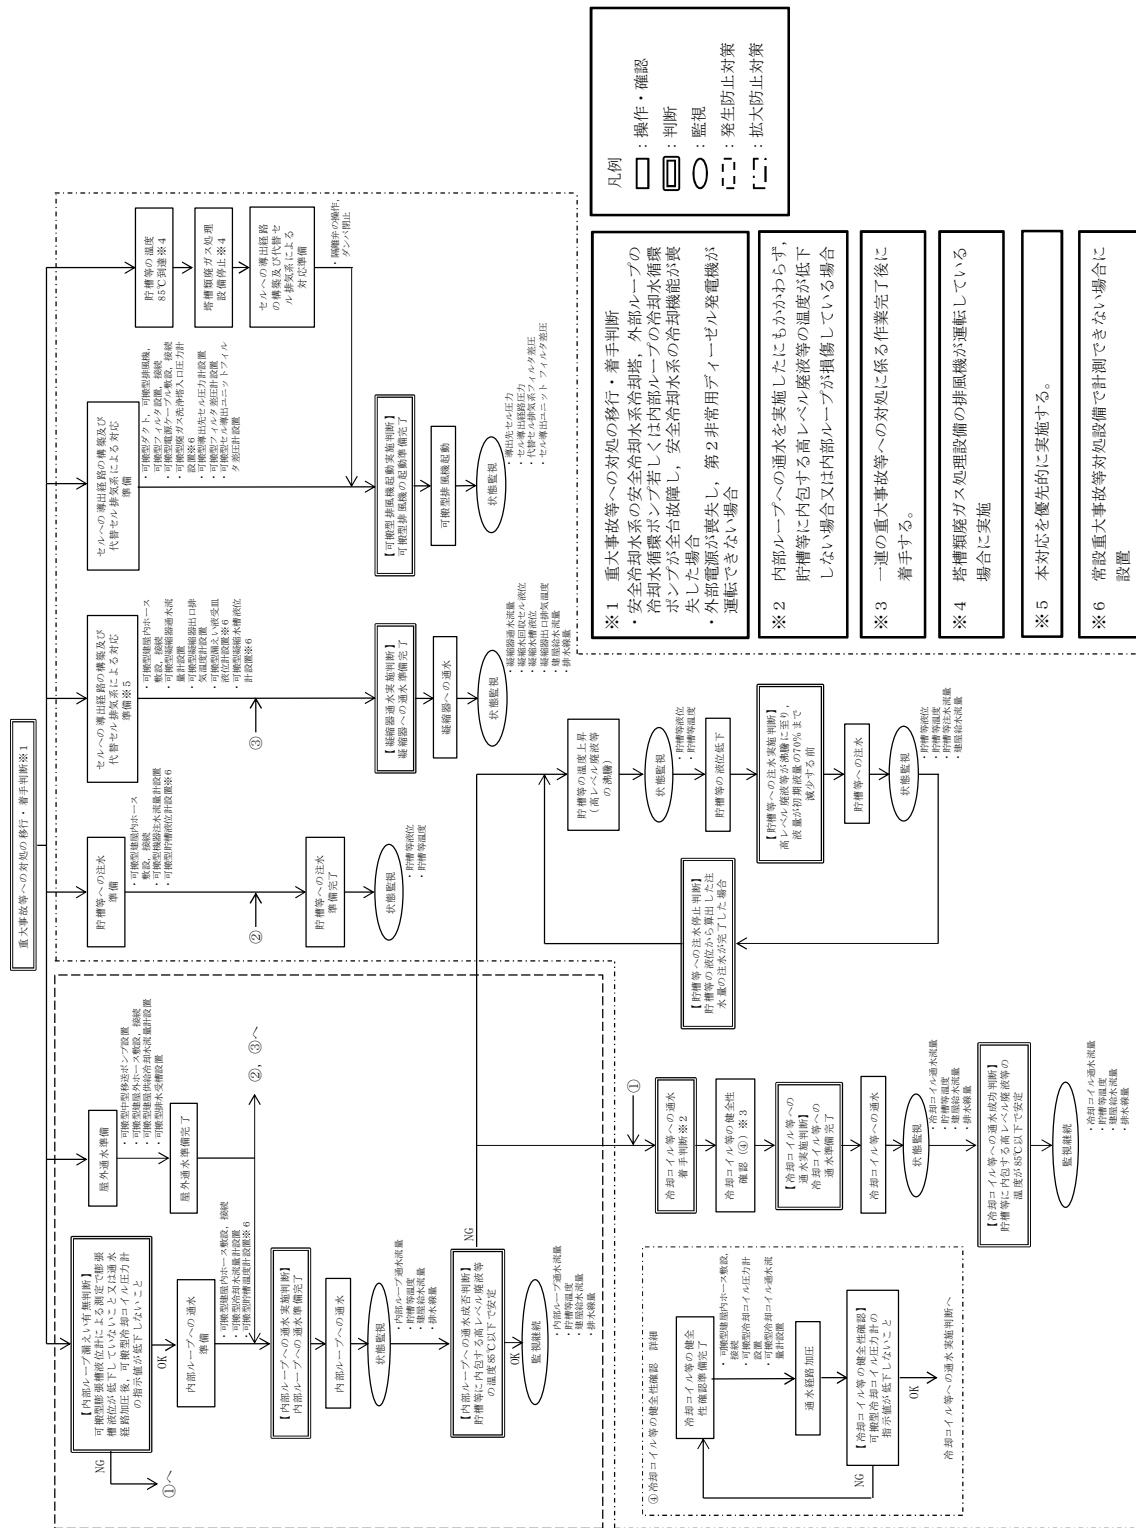 重大事故等への対処の移行・着手判断※1
【内部ループ漏えい有無判断】
可搬型膨張槽液位計による測定で膨張
槽液位が低下していないこと又は通水
経路加圧後，可搬型冷却コイル圧力計
の指示値が低下しないこと
NG
①へ
OK
内部ループへの通水
準備
・可搬型建屋内ホース敷設，接続
・可搬型冷却水流量計設置
・可搬型貯槽温度計設置※6
【内部ループへの通水実施判断】
内部ループへの通水準備完了
内部ループへの通水
状態監視
・内部ループ通水流量
・貯槽等温度
・建屋給水流量
・排水線量
【内部ループへの通水成否判断】
貯槽等に内包する高レベル廃液等
の温度85℃以下で安定
NG
OK
監視継続
・内部ループ通水流量
・貯槽等温度
・建屋給水流量
・排水線量
屋外通水準備
・可搬型中型移送ポンプ設置
・可搬型建屋外ホース敷設，接続
・可搬型建屋供給冷却水流量計設置
・可搬型排水受槽設置
屋外通水準備完了
②，③へ
貯槽等への注水
準備
・可搬型建屋内ホース
敷設，接続
・可搬型機器注水流量計設置
・可搬型貯槽液位計設置※6
②
貯槽等への注水
準備完了
状態監視
・貯槽等液位
・貯槽等温度
セルへの導出経路の構築及び
代替セル排気系による対応
準備※5
・可搬型建屋内ホース
敷設，接続
・可搬型凝縮器通水流
量計設置
・可搬型凝縮器出口排
気温度計設置
・可搬型漏えい液受皿
液位計設置※6
・可搬型凝縮水槽液位
計設置※6
③
【凝縮器通水実施判断】
凝縮器への通水準備完了
凝縮器への通水
状態監視
・凝縮器通水流量
・凝縮水回収セル液位
・凝縮水槽液位
・凝縮器出口排気温度
・建屋給水流量
・排水線量
セルへの導出経路の構築及び
代替セル排気系による対応
準備
・可搬型ダクト，可搬型排風機，
可搬型フィルタ設置，接続
・可搬型電源ケーブル敷設，接続
・可搬型廃ガス洗浄塔入口圧力計
設置※6
・可搬型導出先セル圧力計設置
・可搬型フィルタ差圧計設置
・可搬型セル導出ユニットフィル
タ差圧計設置
【可搬型排風機起動実施判断】
可搬型排風機の起動準備完了
可搬型排風機起動
状態監視
・導出先セル圧力
・セル導出経路圧力
・代替セル排気系フィルタ差圧
・セル導出ユニットフィルタ差圧
貯槽等の温度
85℃到達※4
塔槽類廃ガス処理
設備停止※4
セルへの導出経路
の構築及び代替セ
ル排気系による
対応準備
・隔離弁の操作，
ダンパ閉止
貯槽等の温度上昇
（高レベル廃液等
の沸騰）
状態監視
・貯槽等液位
・貯槽等温度
貯槽等の液位低下
【貯槽等への注水実施判断】
高レベル廃液等が沸騰に至り，
液量が初期液量の70％まで
減少する前
貯槽等への注水
状態監視
・貯槽等液位
・貯槽等温度
・貯槽等注水流量
・建屋給水流量
【貯槽等への注水停止判断】
貯槽等の液位から算出した注
水量の注水が完了した場合
①
冷却コイル等への通水
着手判断※2
冷却コイル等の健全性
確認（④）※3
【冷却コイル等への
通水実施判断】
冷却コイル等への
通水準備完了
冷却コイル等への通水
状態監視
・冷却コイル通水流量
・貯槽等温度
・建屋給水流量
・排水線量
【冷却コイル等への通水成功判断】
貯槽等に内包する高レベル廃液等の
温度が85℃以下で安定
監視継続
・冷却コイル通水流量
・貯槽等温度
・建屋給水流量
・排水線量
④冷却コイル等の健全性確認　詳細
冷却コイル等の健全
性確認準備完了
・可搬型建屋内ホース敷設，
接続
・可搬型冷却コイル圧力計
設置
・可搬型冷却コイル通水流
量計設置
通水経路加圧
【冷却コイル等の健全性確認】
可搬型冷却コイル圧力計の
指示値が低下しないこと
NG
OK
冷却コイル等への通水実施判断へ
※1　重大事故等への対処の移行・着手判断
・安全冷却水系の安全冷却水系冷却塔，外部ループの
冷却水循環ポンプ若しくは内部ループの冷却水循環
ポンプが全台故障し，安全冷却水系の冷却機能が喪
失した場合
・外部電源が喪失し，第２非常用ディーゼル発電機が
運転できない場合
※2　内部ループへの通水を実施したにもかかわらず，
貯槽等に内包する高レベル廃液等の温度が低下
しない場合又は内部ループが損傷している場合
※3　一連の重大事故等への対処に係る作業完了後に
着手する。
※4　塔槽類廃ガス処理設備の排風機が運転している
場合に実施
※5　本対応を優先的に実施する。
※6　常設重大事故等対処設備で計測できない場合に
設置
凡例
：操作・確認
：判断
：監視
：発生防止対策
：拡大防止対策